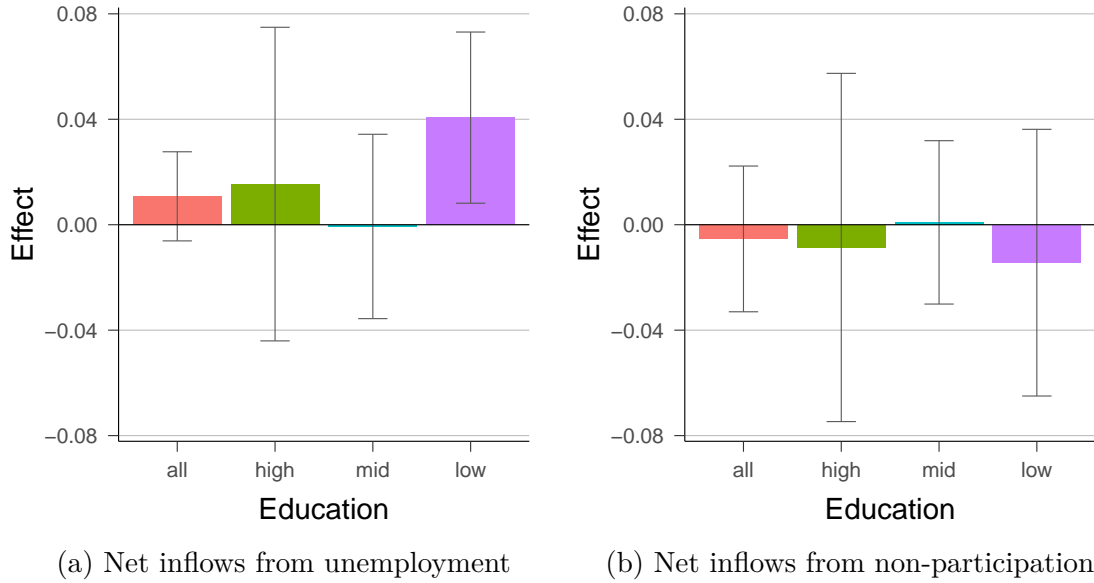 0.08
0.04
0.00
−0.04
−0.08
Effect
all high mid low
Education
(a) Net inflows from unemployment
0.08
0.04
0.00
−0.04
−0.08
Effect
all high mid low
Education
(b) Net inflows from non-participation